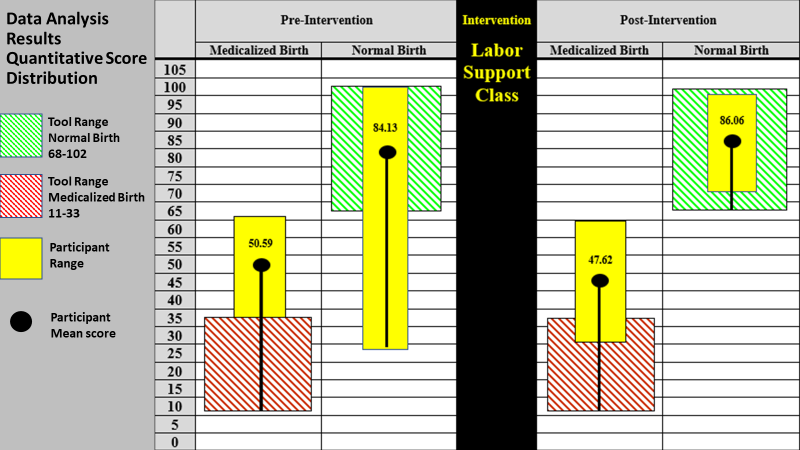 Data Analysis
Results
Quantitative Score
Distribution
Tool Range
Normal Birth
68-102
Tool Range
Medicalized Birth
11-33
Participant
Range
Participant
Mean score
Pre-Intervention
Intervention
Post-Intervention
Medicalized Birth
Normal Birth
Labor
Support
Class
Medicalized Birth
Normal Birth
105
100
95
90
85
80
75
70
65
60
55
50
45
40
35
30
25
20
15
10
5
0
50.59
84.13
47.62
86.06